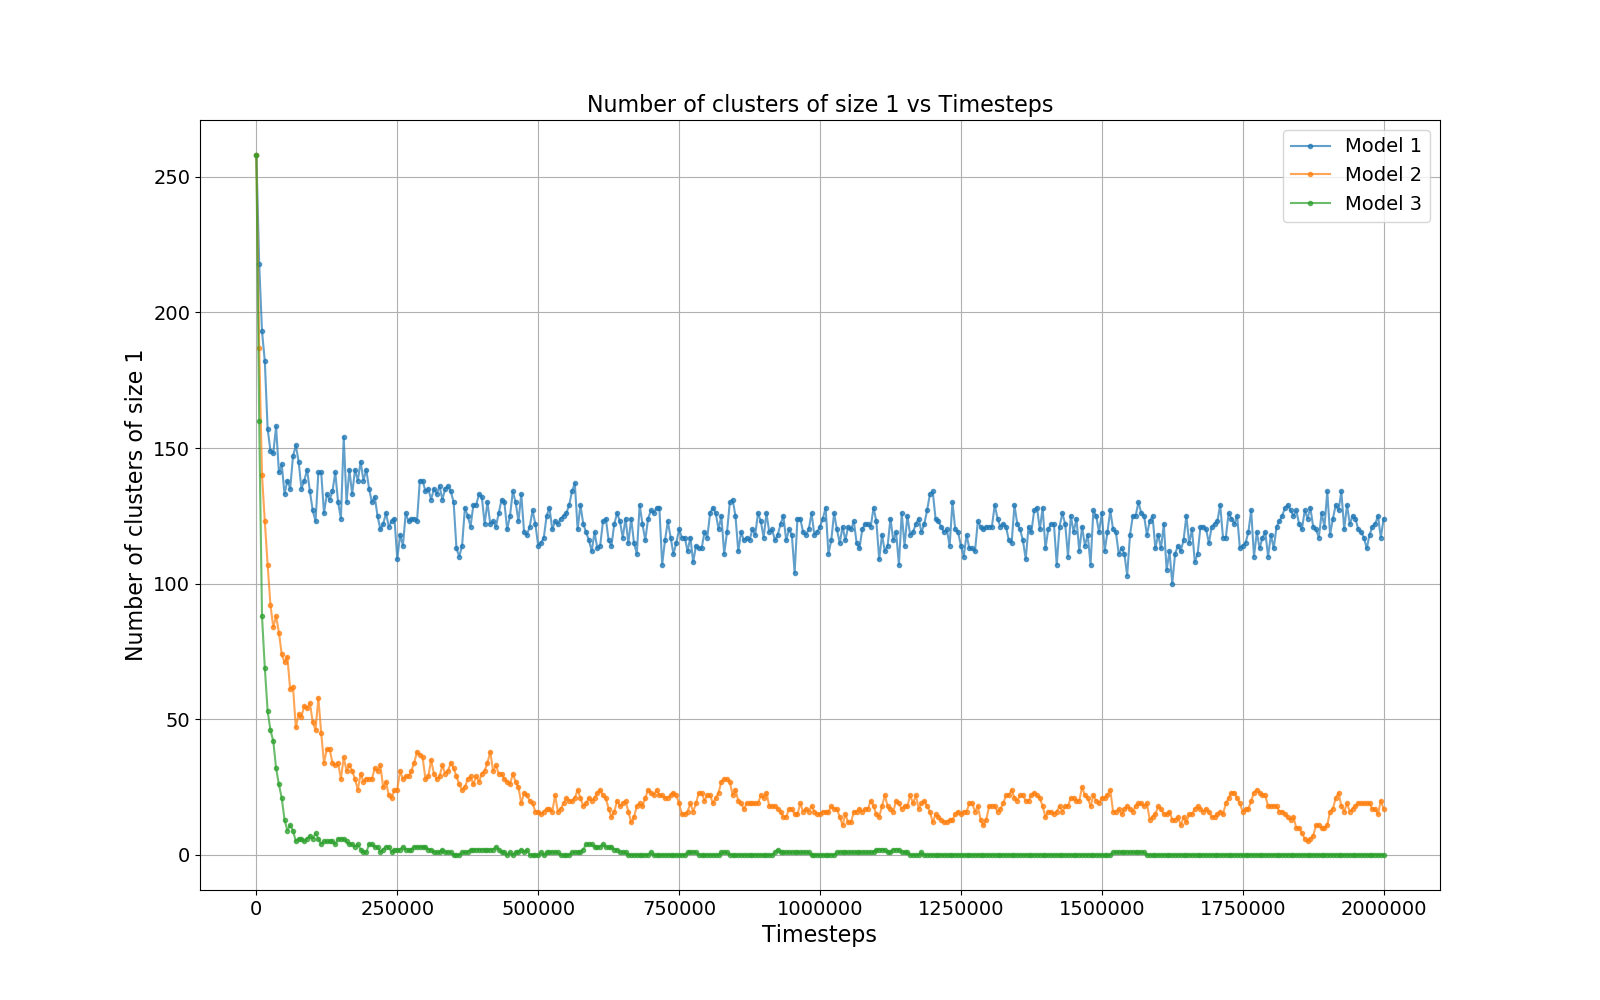 Number of clusters of size 1 vs Timesteps
Model 1
Model 2
Model 3
Number of clusters of size 1
250
200
150
100
50
0
0 250000 500000 750000 1000000 1250000 1500000 1750000 2000000
Timesteps